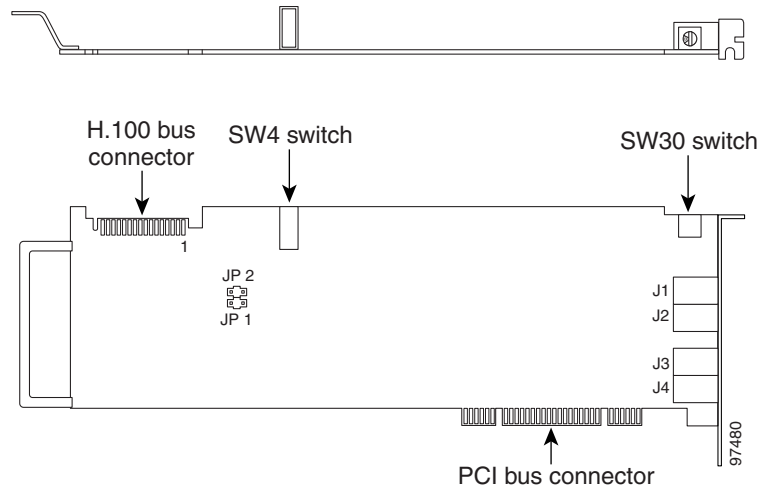 H.100 bus
connector
SW4 switch
SW30 switch
1
JP 2
JP 1
J1
J2
J3
J4
97480
PCI bus connector